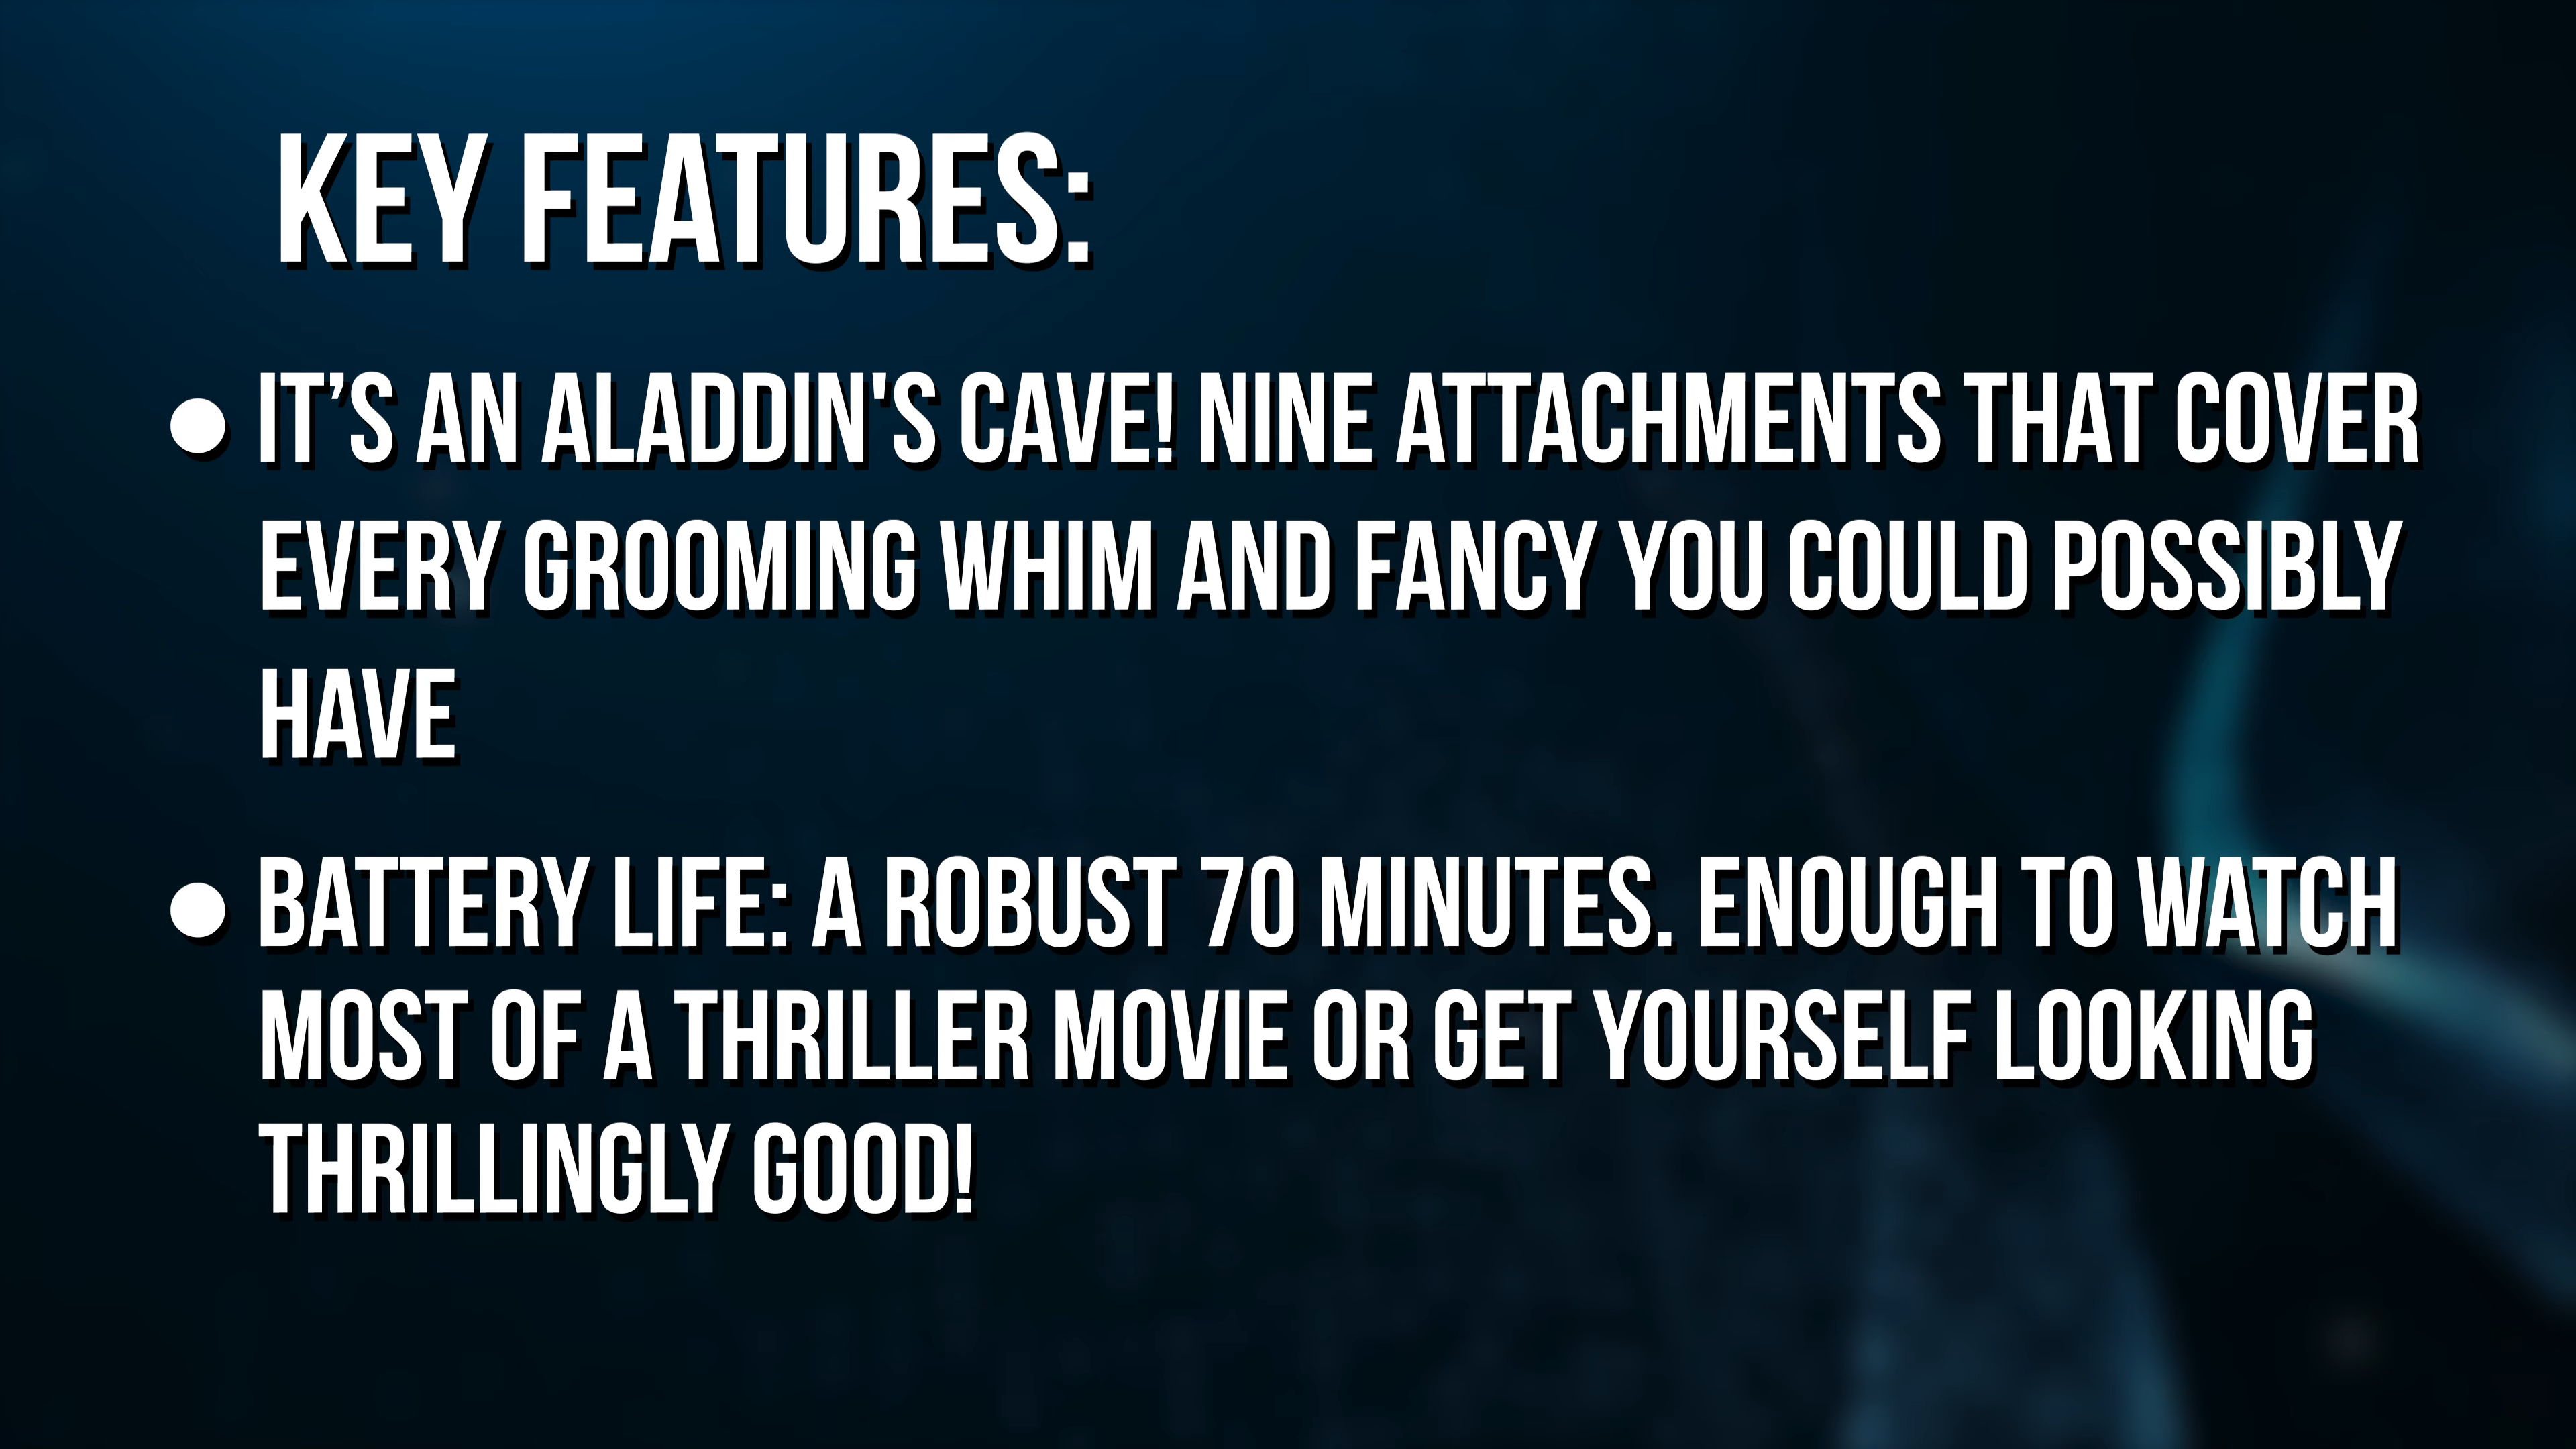 KEY FEATURES:
● IT’S AN ALADDIN'S CAVE! NINE ATTACHMENTS THAT COVER
EVERY GROOMING WHIM AND FANCY YOU COULD POSSIBLY
HAVE
● BATTERY LIFE: A ROBUST 70 MINUTES. ENOUGH TO WATCH
MOST OF A THRILLER MOVIE OR GET YOURSELF LOOKING
THRILLINGLY GOOD!